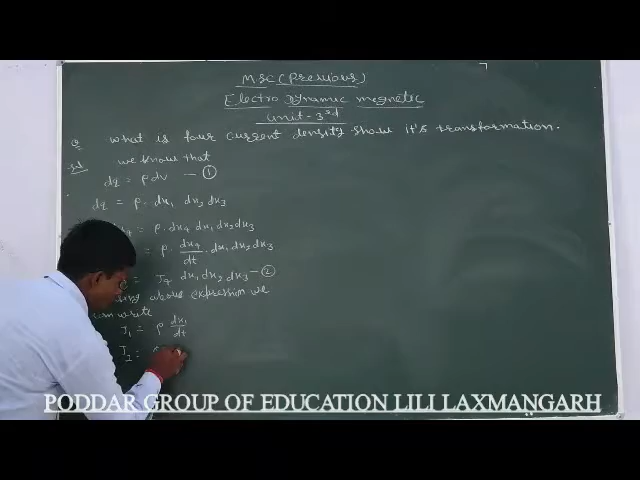 M.Sc (Previous)
Electro Dynamic magnetic
Unit-3rd
Q. what is four current density show it's transformation.
Sol we know that
dq = ρdv — ①
dq = ρ. dx1 dx2 dx3
= ρ. dx4 dx1 dx2 dx3
= ρ. dx4/dt . dx1 dx2 dx3
= J4 dx1 dx2 dx3 — ②
above expression we
write
J1 = ρ dx1/dt
J2 =
PODDAR GROUP OF EDUCATION LILI LAXMANGARH